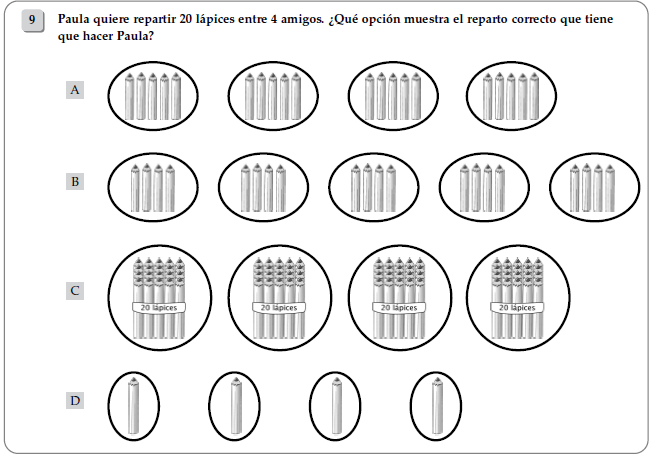 9 Paula quiere repartir 20 lápices entre 4 amigos. ¿Qué opción muestra el reparto correcto que tiene
que hacer Paula?
A
B
C
20 lápices 20 lápices 20 lápices 20 lápices
D